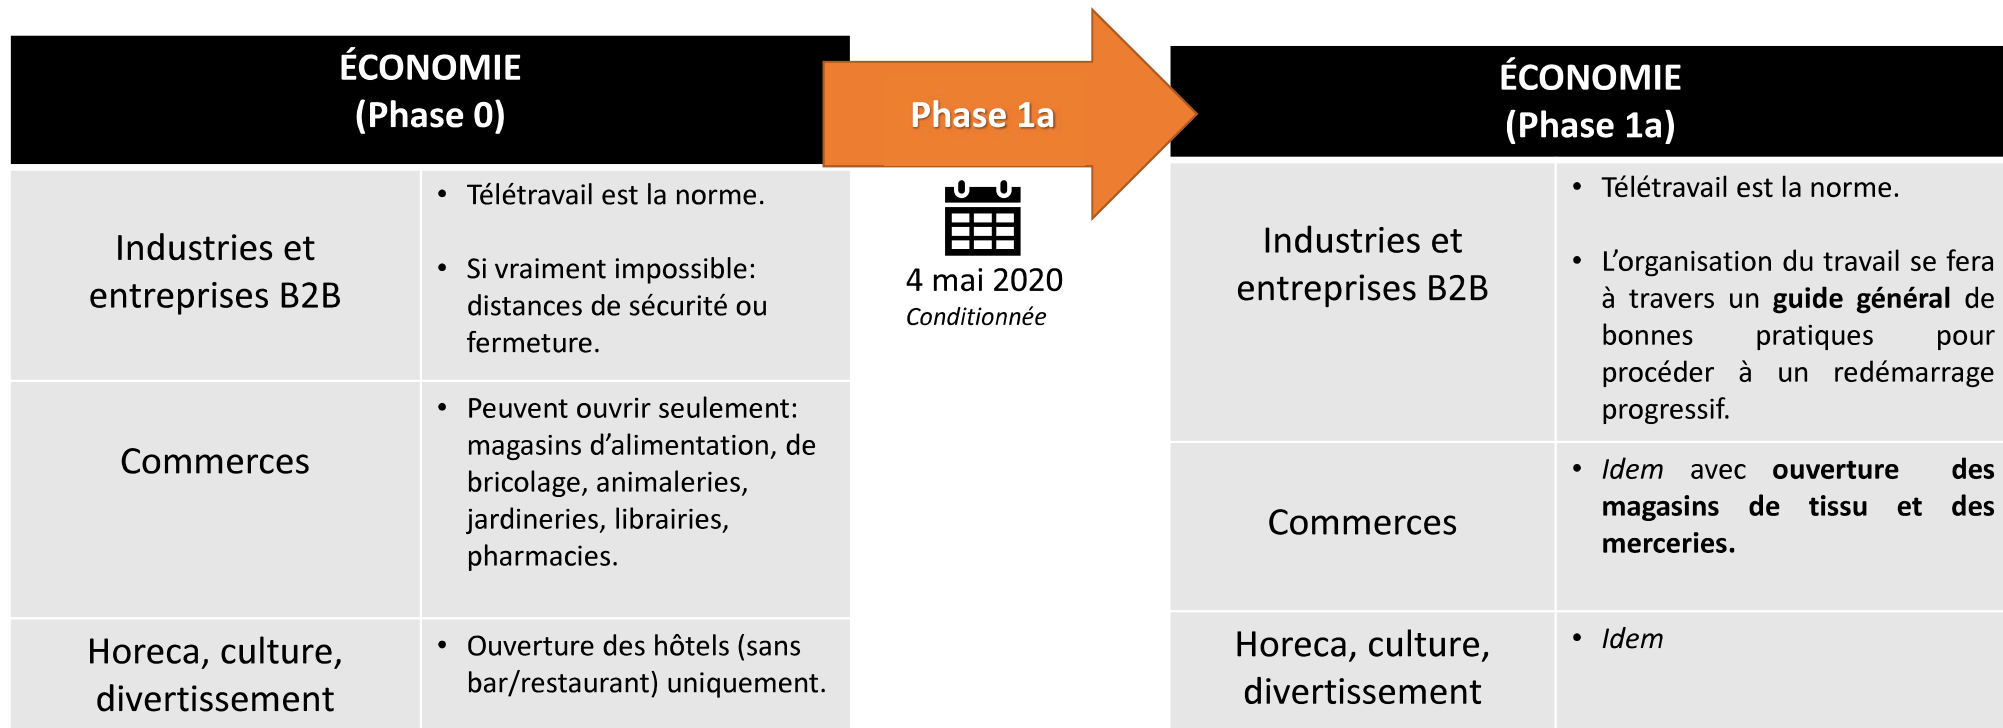 ÉCONOMIE
(Phase 0)
Industries et
entreprises B2B
• Télétravail est la norme.
• Si vraiment impossible:
distances de sécurité ou
fermeture.
Commerces
• Peuvent ouvrir seulement:
magasins d’alimentation, de
bricolage, animaleries,
jardineries, librairies,
pharmacies.
Horeca, culture,
divertissement
• Ouverture des hôtels (sans
bar/restaurant) uniquement.
Phase 1a
4 mai 2020
Conditionnée
ÉCONOMIE
(Phase 1a)
Industries et
entreprises B2B
• Télétravail est la norme.
• L’organisation du travail se fera
à travers un guide général de
bonnes pratiques pour
procéder à un redémarrage
progressif.
Commerces
• Idem avec ouverture des
magasins de tissu et des
merceries.
Horeca, culture,
divertissement
• Idem